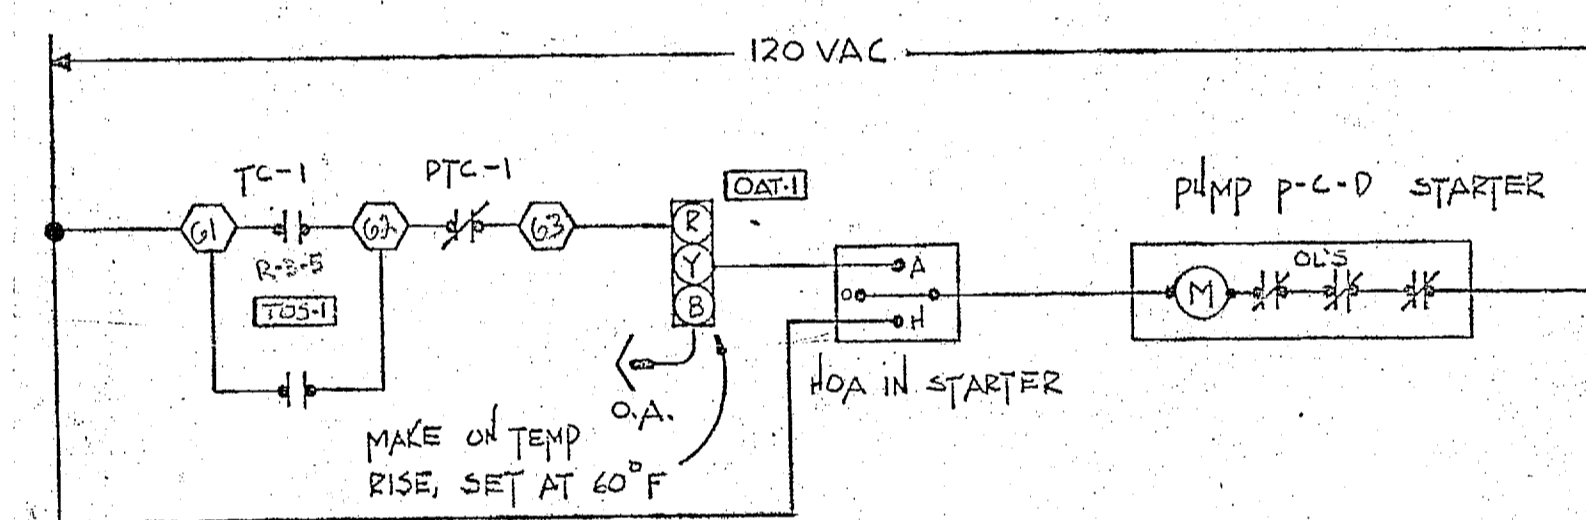 120 VAC
TC-1
PTC-1
OAT-1
PUMP P-C-D STARTER
61
62
63
R
Y
B
R-3-5
TOS-1
A
O
H
M
OL'S
O.A.
HOA IN STARTER
MAKE ON TEMP
RISE, SET AT 60°F